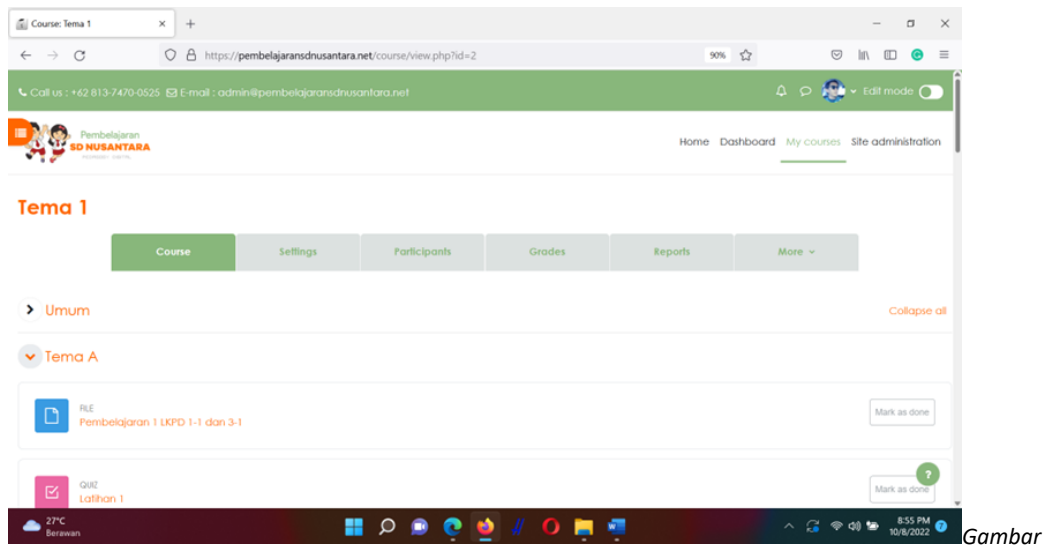 Course: Tema 1
https://pembelajaransdnusantara.net/course/view.php?id=2
90%
Call us : +62 813-7470-0525 E-mail : admin@pembelajaransdnusantara.net
Edit mode
Pembelajaran
SD NUSANTARA
Home Dashboard My courses Site administration
Tema 1
Course Settings Participants Grades Reports More
Umum
Collapse all
Tema A
FILE
Pembelajaran 1 LKPD 1-1 dan 3-1
Mark as done
QUIZ
Latihan 1
Mark as done
?
27°C
Berawan
8:55 PM
10/8/2022
7
Gambar